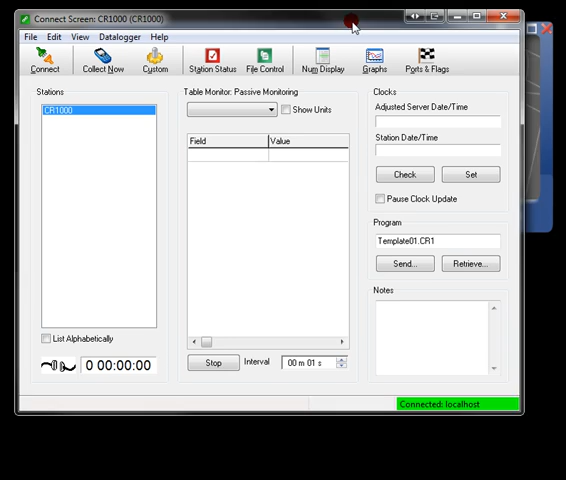 Connect Screen: CR1000 (CR1000)
File Edit View Datalogger Help
Connect Collect Now Custom Station Status File Control Num Display Graphs Ports & Flags
Stations
CR1000
List Alphabetically
0 00:00:00
Table Monitor: Passive Monitoring
Show Units
Field Value
Stop Interval 00 m 01 s
Clocks
Adjusted Server Date/Time
Station Date/Time
Check Set
Pause Clock Update
Program
Template01.CR1
Send... Retrieve...
Notes
Connected: localhost